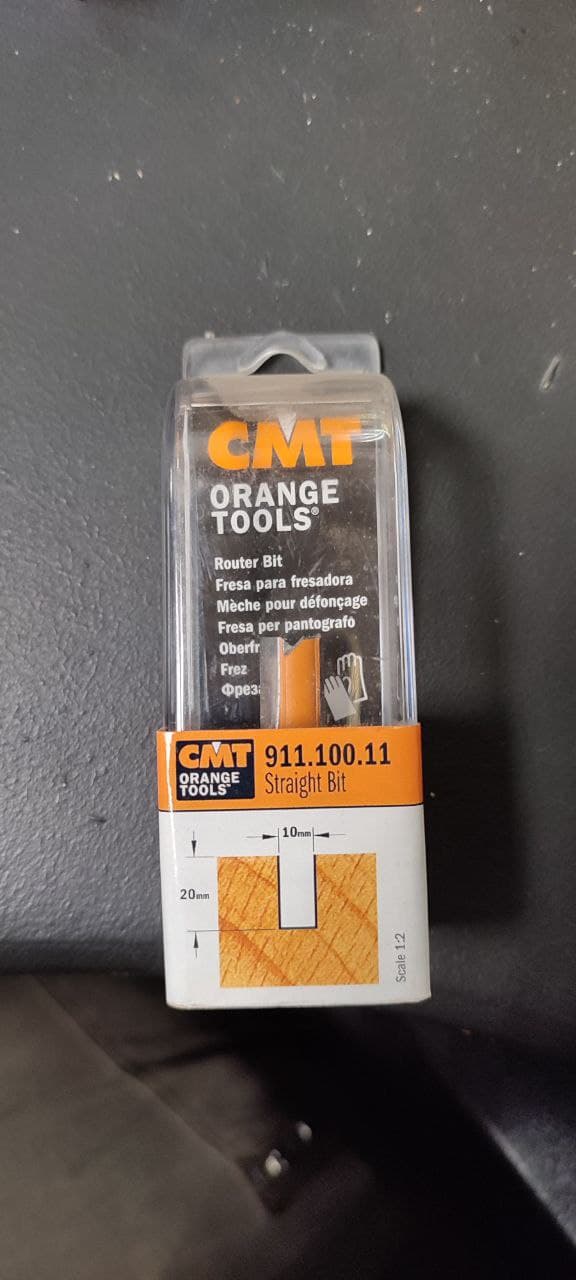 CMT
ORANGE
TOOLS®
Router Bit
Fresa para fresadora
Mèche pour défonçage
Fresa per pantografo
CMT
ORANGE
TOOLS™
911.100.11
Straight Bit
10mm
20mm
Scale 1:2